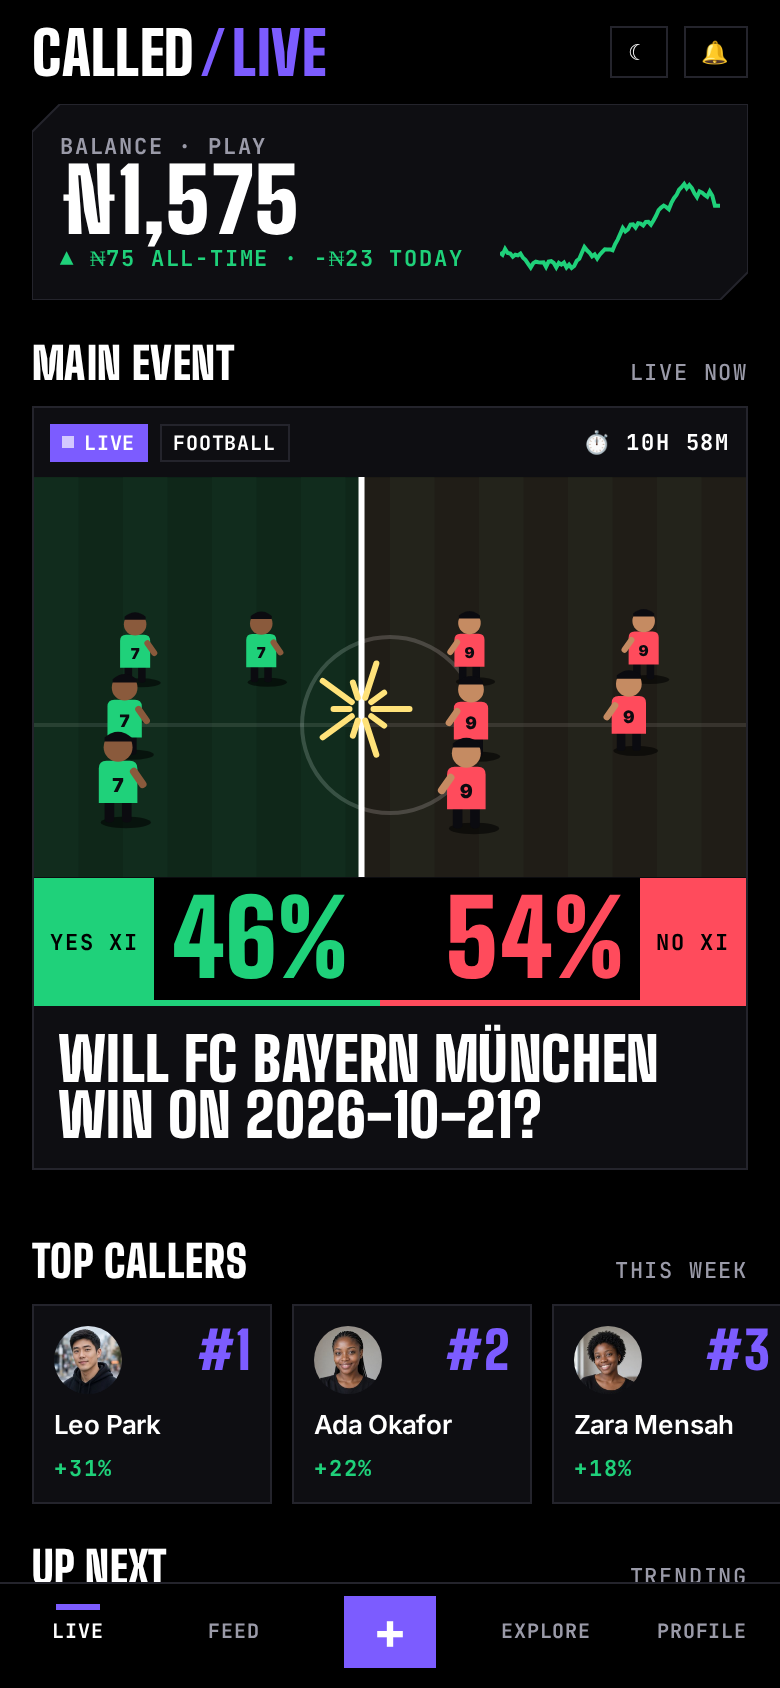 CALLED/LIVE
BALANCE · PLAY
₦1,575
▲ ₦75 ALL-TIME · -₦23 TODAY
MAIN EVENT
LIVE NOW
LIVE
FOOTBALL
10H 58M
7
7
9
9
7
9
9
7
9
YES XI
46%
54%
NO XI
WILL FC BAYERN MÜNCHEN
WIN ON 2026-10-21?
TOP CALLERS
THIS WEEK
#1
Leo Park
+31%
#2
Ada Okafor
+22%
#3
Zara Mensah
+18%
UP NEXT
TRENDING
LIVE
FEED
+
EXPLORE
PROFILE